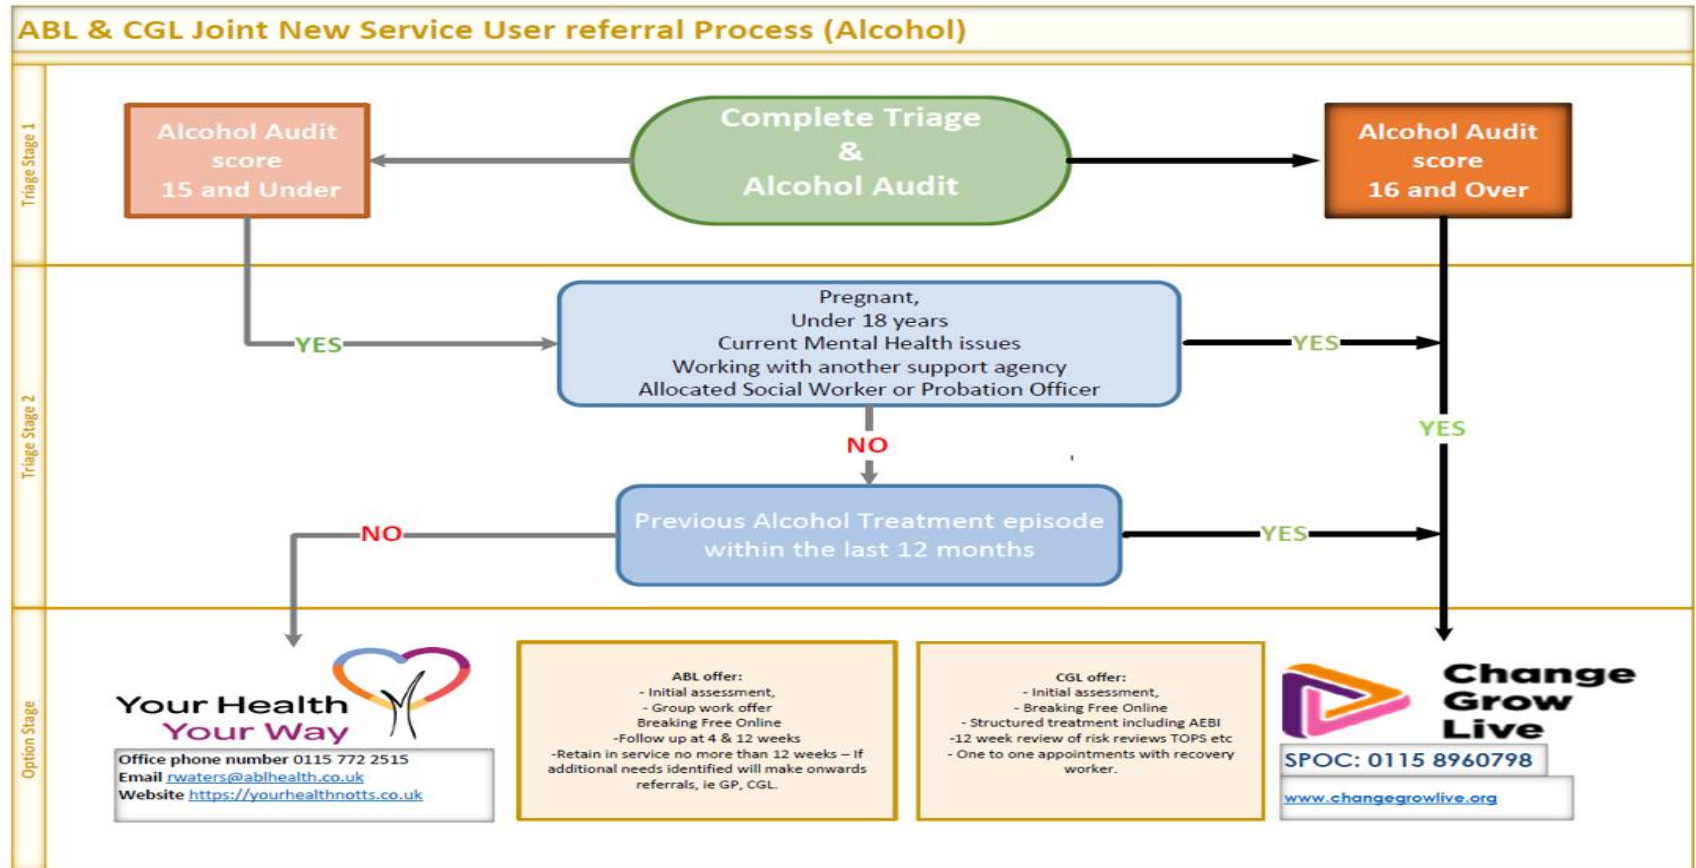 ABL & CGL Joint New Service User referral Process (Alcohol)
Triage Stage 1
Alcohol Audit
score
15 and Under
Complete Triage
&
Alcohol Audit
Alcohol Audit
score
16 and Over
Triage Stage 2
YES
Pregnant,
Under 18 years
Current Mental Health issues
Working with another support agency
Allocated Social Worker or Probation Officer
YES
NO
YES
NO
Previous Alcohol Treatment episode
within the last 12 months
YES
Option Stage
Your Health
Your Way
Office phone number 0115 772 2515
Email rwaters@ablhealth.co.uk
Website https://yourhealthnotts.co.uk
ABL offer:
- Initial assessment,
- Group work offer
Breaking Free Online
-Follow up at 4 & 12 weeks
-Retain in service no more than 12 weeks – If
additional needs identified will make onwards
referrals, ie GP, CGL.
CGL offer:
- Initial assessment,
- Breaking Free Online
- Structured treatment including AEBI
-12 week review of risk reviews TOPS etc
- One to one appointments with recovery
worker.
Change
Grow
Live
SPOC: 0115 8960798
www.changegrowlive.org